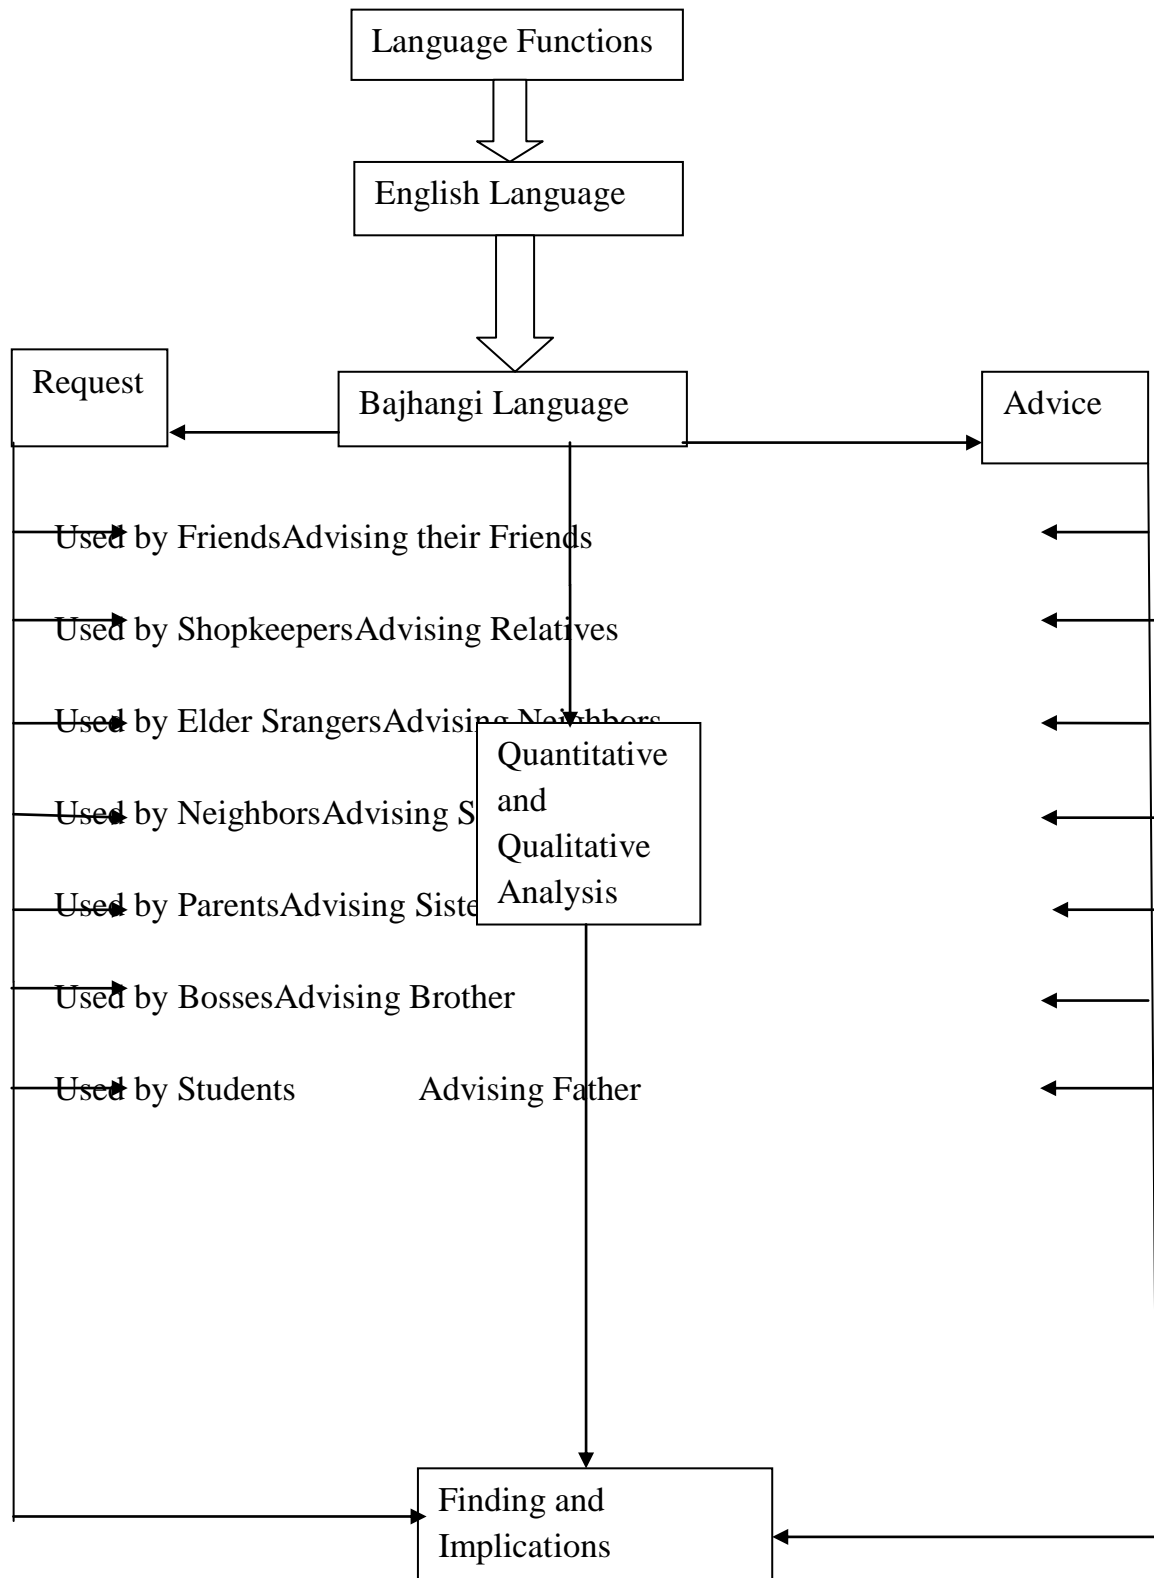 Language Functions
English Language
Request
Bajhangi Language
Advice
Used by FriendsAdvising their Friends
Used by ShopkeepersAdvising Relatives
Used by Elder SrangersAdvising Neighbors
Quantitative
and
Qualitative
Analysis
Used by NeighborsAdvising S
Used by ParentsAdvising Siste
Used by BossesAdvising Brother
Used by Students Advising Father
Finding and
Implications